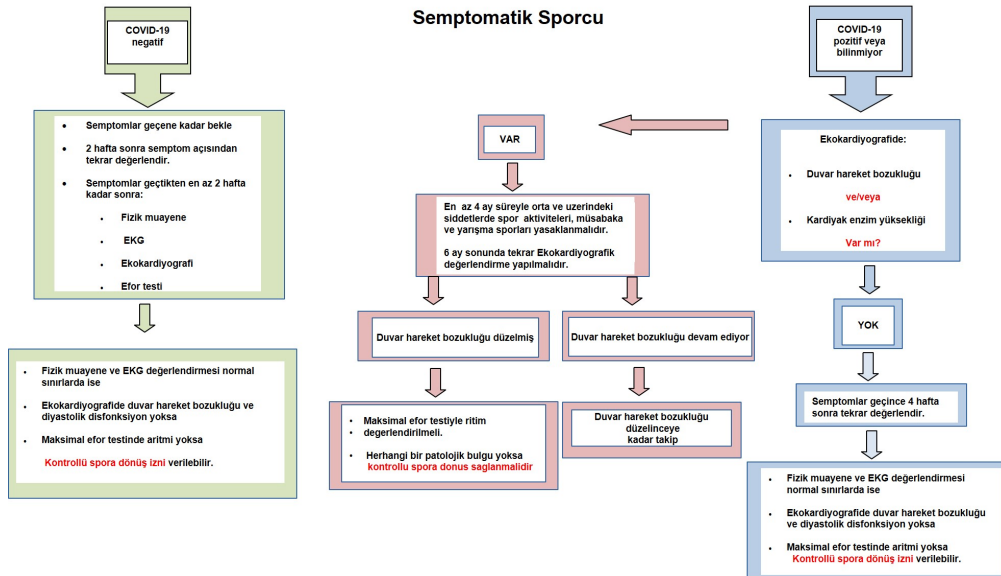 Semptomatik Sporcu
COVID-19
negatif
• Semptomlar geçene kadar bekle
• 2 hafta sonra semptom açısından
tekrar değerlendir.
• Semptomlar geçtikten en az 2 hafta
kadar sonra:
• Fizik muayene
• EKG
• Ekokardiyografi
• Efor testi
• Fizik muayene ve EKG değerlendirmesi normal
sınırlarda ise
• Ekokardiyografide duvar hareket bozukluğu ve
diyastolik disfonksiyon yoksa
• Maksimal efor testinde aritmi yoksa
Kontrollü spora dönüş izni verilebilir.
COVID-19
pozitif veya
bilinmiyor
Ekokardiyografide:
• Duvar hareket bozukluğu
ve/veya
• Kardiyak enzim yüksekliği
Var mı?
VAR
En az 4 ay süreyle orta ve uzerindeki
siddetlerde spor aktiviteleri, müsabaka
ve yarışma sporları yasaklanmalıdır.
6 ay sonunda tekrar Ekokardiyografik
değerlendirme yapılmalıdır.
Duvar hareket bozukluğu düzelmiş
• Maksimal efor testiyle ritim
• degerlendirilmeli.
• Herhangi bir patolojik bulgu yoksa
kontrollu spora donus saglanmalidir
Duvar hareket bozukluğu devam ediyor
Duvar hareket bozukluğu
düzelinceye
kadar takip
YOK
Semptomlar geçince 4 hafta
sonra tekrar değerlendir.
• Fizik muayene ve EKG değerlendirmesi
normal sınırlarda ise
• Ekokardiyografide duvar hareket bozukluğu
ve diyastolik disfonksiyon yoksa
• Maksimal efor testinde aritmi yoksa
Kontrollü spora dönüş izni verilebilir.